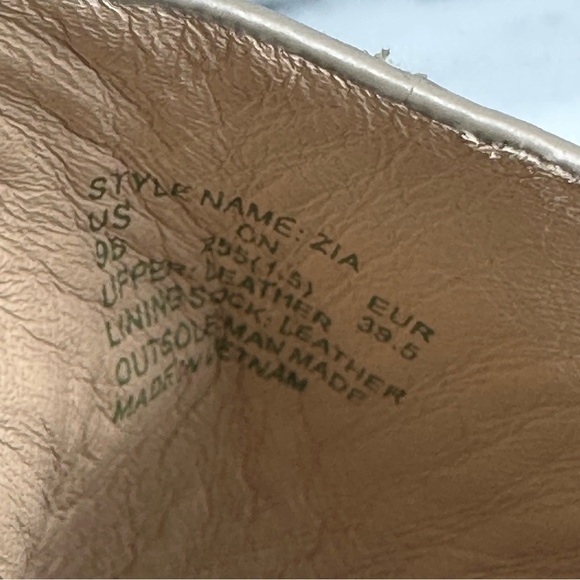 STYLE NAME: ZIA
US CN EUR
9B 255(1.5) 39.5
UPPER: LEATHER
LINING SOCK: LEATHER
OUTSOLE MAN MADE
MADE IN VIETNAM